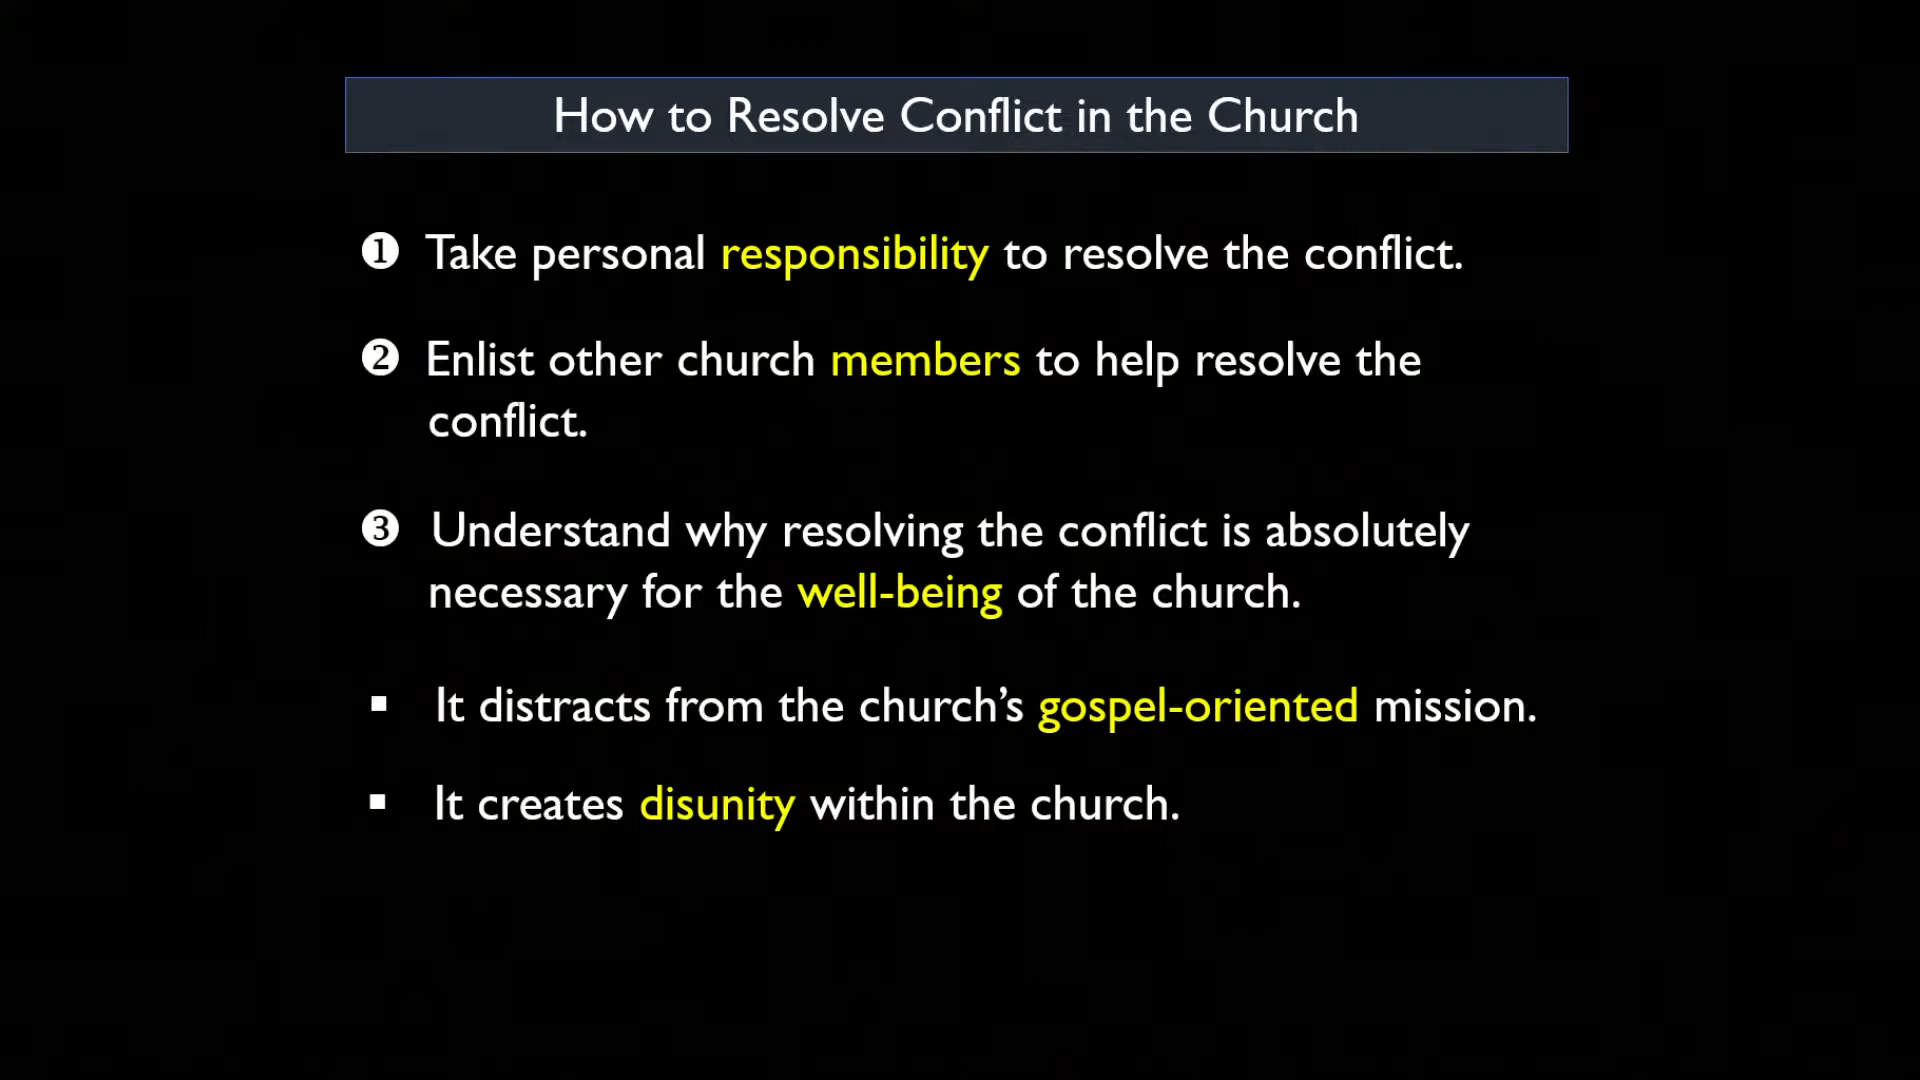 How to Resolve Conflict in the Church
❶ Take personal responsibility to resolve the conflict.
❷ Enlist other church members to help resolve the
conflict.
❸ Understand why resolving the conflict is absolutely
necessary for the well-being of the church.
▪ It distracts from the church’s gospel-oriented mission.
▪ It creates disunity within the church.